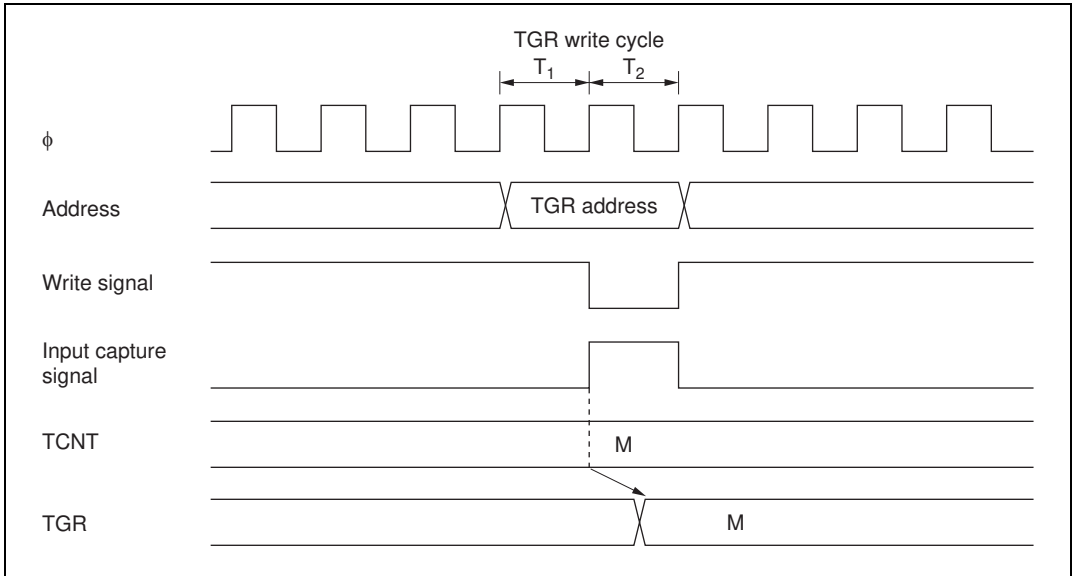 TGR write cycle
T1 T2
ϕ
Address
TGR address
Write signal
Input capture
signal
TCNT
M
TGR
M